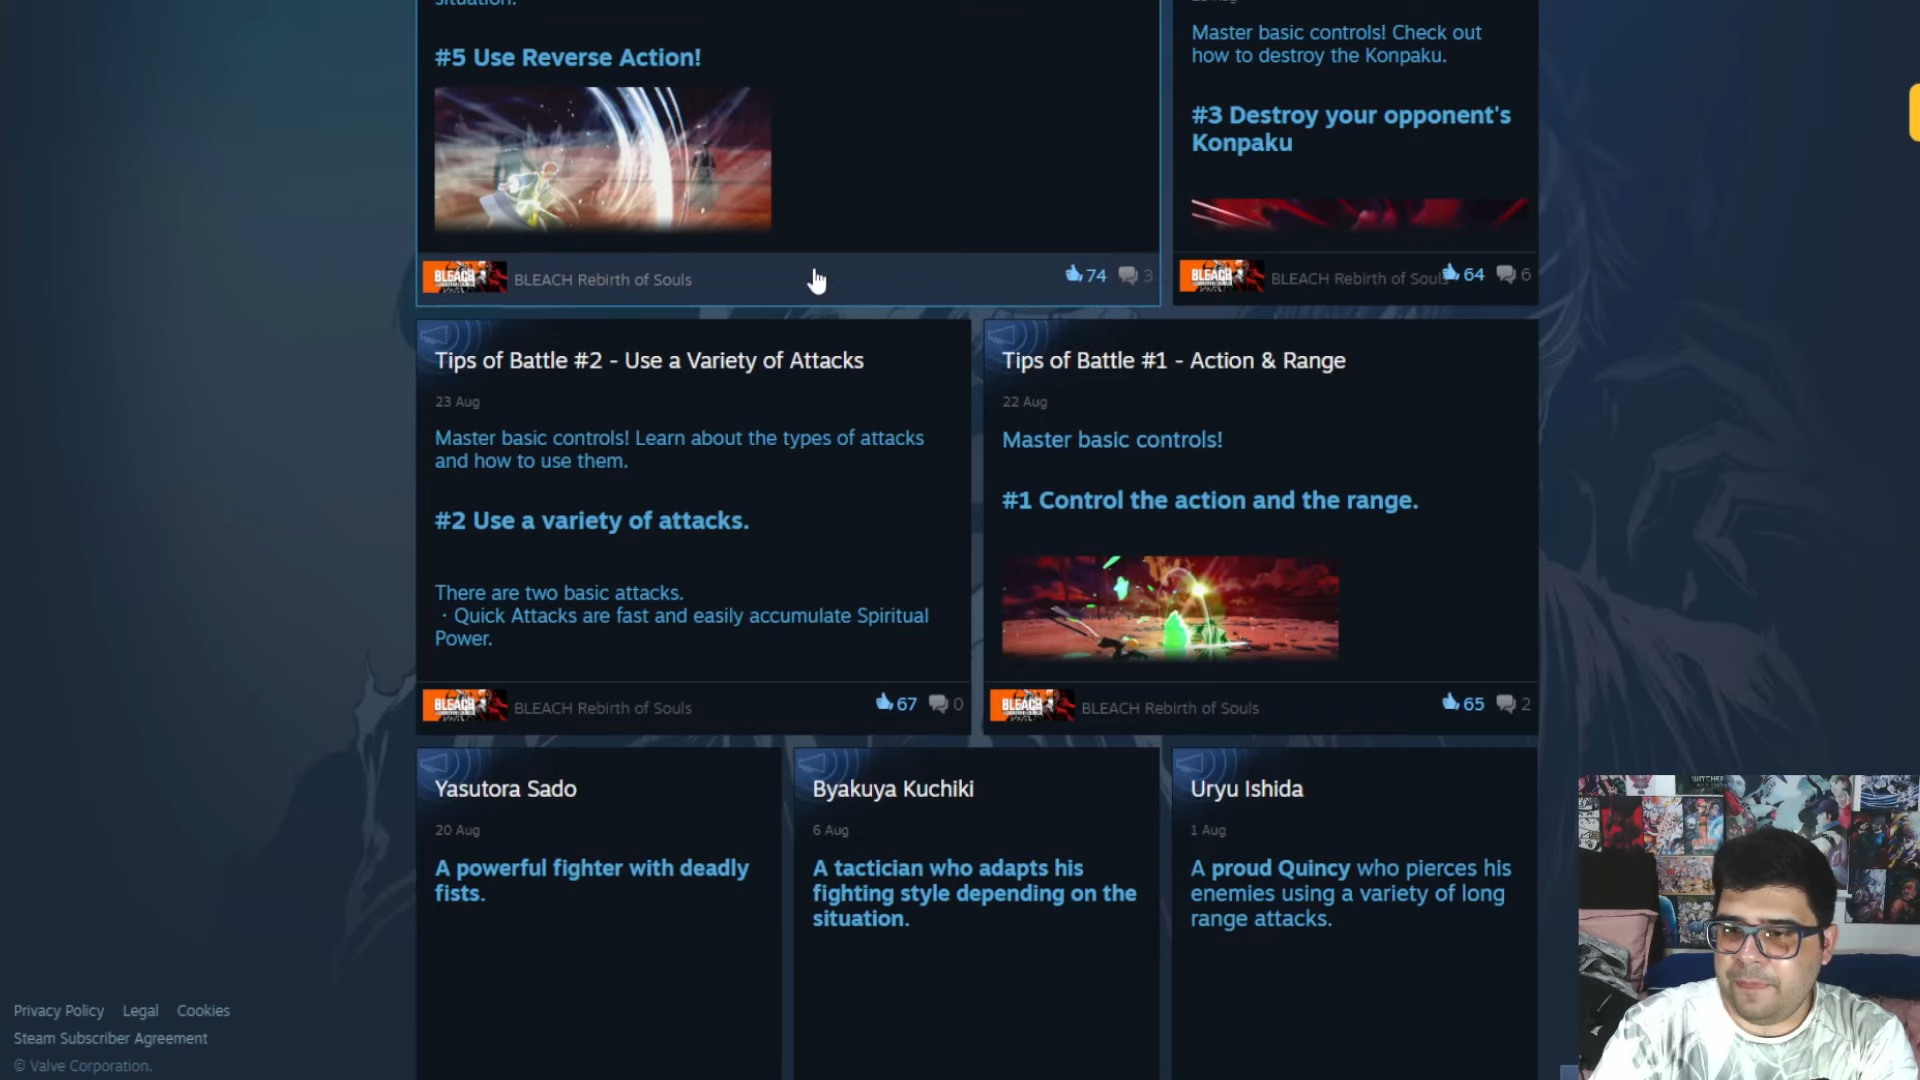 situation.
#5 Use Reverse Action!
BLEACH
BLEACH Rebirth of Souls
74
3
Master basic controls! Check out
how to destroy the Konpaku.
#3 Destroy your opponent's
Konpaku
BLEACH
BLEACH Rebirth of Souls
64
6
Tips of Battle #2 - Use a Variety of Attacks
23 Aug
Master basic controls! Learn about the types of attacks
and how to use them.
#2 Use a variety of attacks.
There are two basic attacks.
・Quick Attacks are fast and easily accumulate Spiritual
Power.
BLEACH
BLEACH Rebirth of Souls
67
0
Tips of Battle #1 - Action & Range
22 Aug
Master basic controls!
#1 Control the action and the range.
BLEACH
BLEACH Rebirth of Souls
65
2
Yasutora Sado
20 Aug
A powerful fighter with deadly
fists.
Byakuya Kuchiki
6 Aug
A tactician who adapts his
fighting style depending on the
situation.
Uryu Ishida
1 Aug
A proud Quincy who pierces his
enemies using a variety of long
range attacks.
Privacy Policy
Legal
Cookies
Steam Subscriber Agreement
© Valve Corporation.
WITCHER